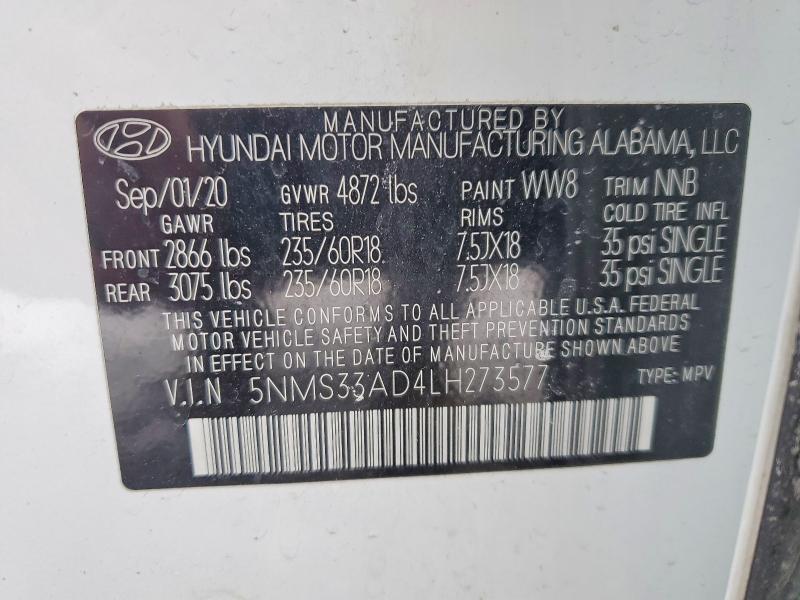 MANUFACTURED BY
HYUNDAI MOTOR MANUFACTURING ALABAMA, LLC
Sep/01/20 GVWR 4872 lbs PAINT WW8 TRIM NNB
GAWR TIRES RIMS COLD TIRE INFL
FRONT 2866 lbs 235/60R18 7.5JX18 35 psi SINGLE
REAR 3075 lbs 235/60R18 7.5JX18 35 psi SINGLE
THIS VEHICLE CONFORMS TO ALL APPLICABLE U.S.A. FEDERAL
MOTOR VEHICLE SAFETY AND THEFT PREVENTION STANDARDS
IN EFFECT ON THE DATE OF MANUFACTURE SHOWN ABOVE
V.I.N 5NMS33AD4LH273577 TYPE: MPV